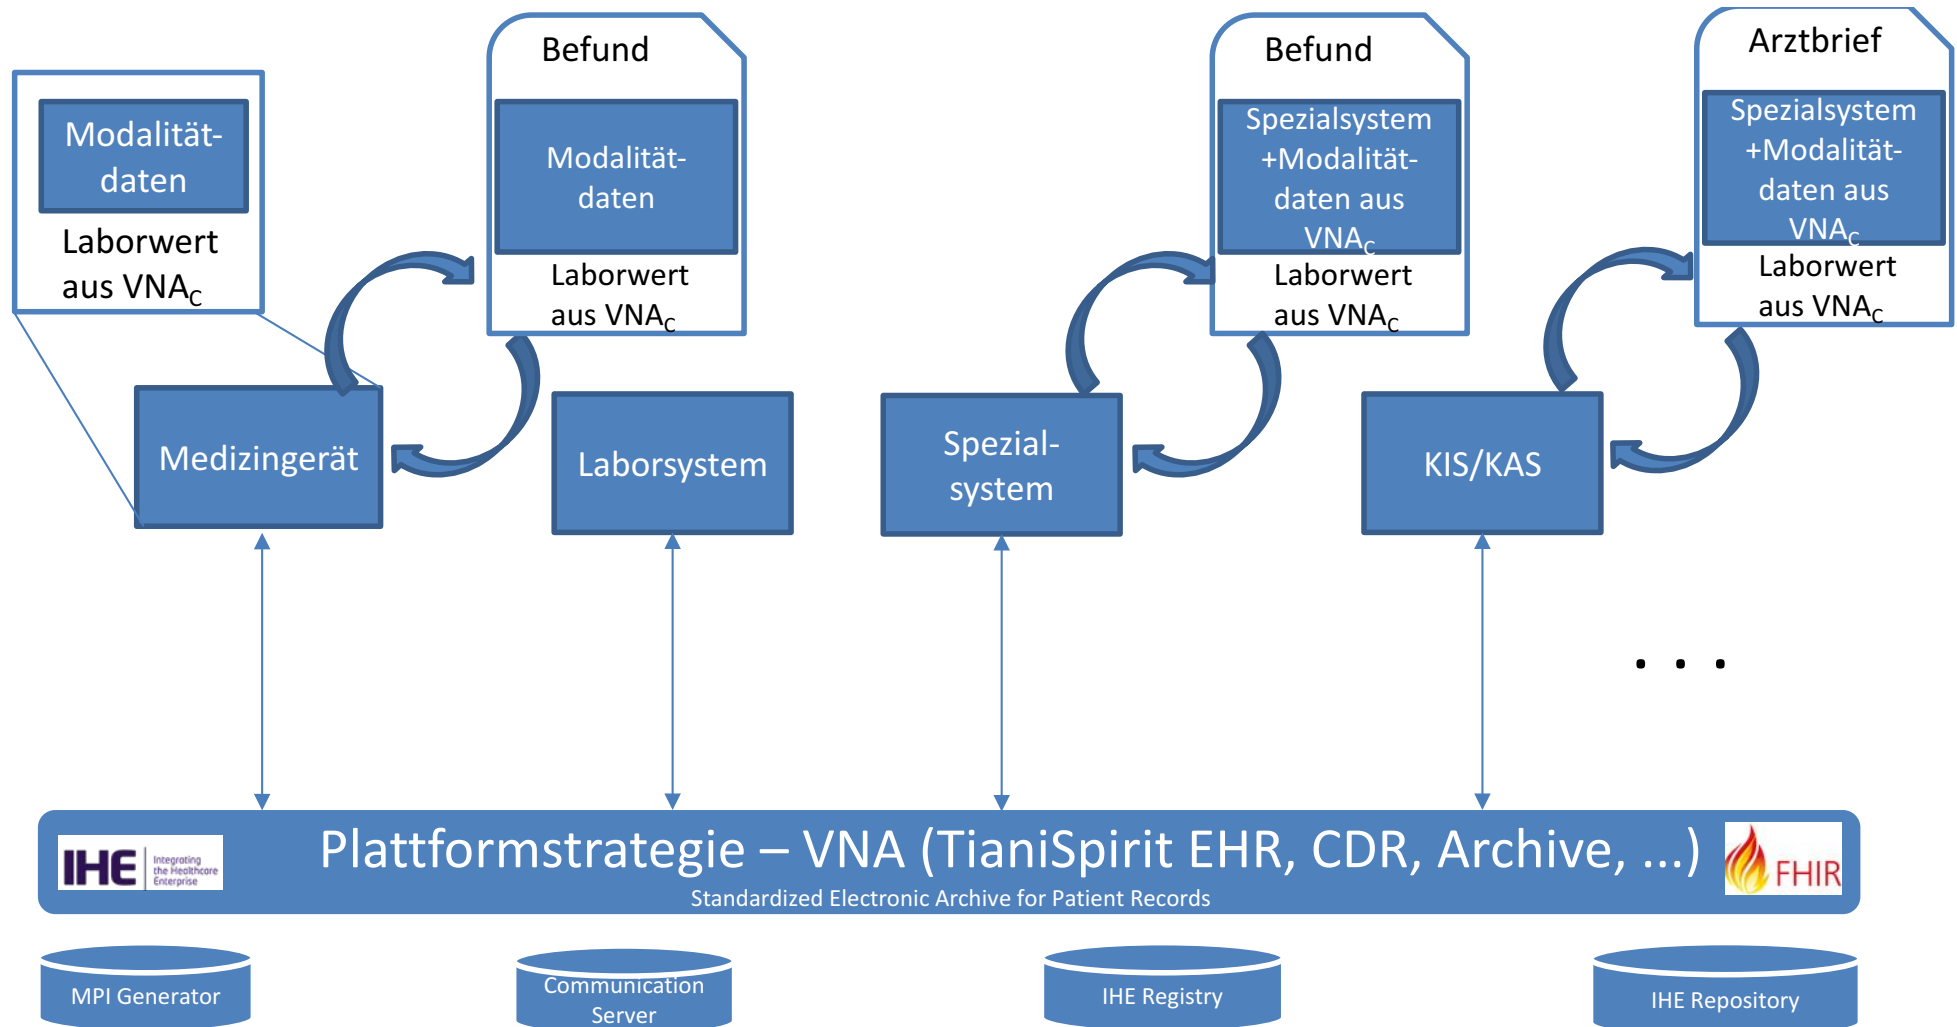 Modalität-
daten
Laborwert
aus VNAC
Befund
Modalität-
daten
Laborwert
aus VNAC
Befund
Spezialsystem
+Modalität-
daten aus
VNAC
Laborwert
aus VNAC
Arztbrief
Spezialsystem
+Modalität-
daten aus
VNAC
Laborwert
aus VNAC
Medizingerät
Laborsystem
Spezial-
system
KIS/KAS
. . .
IHE
Integrating
the Healthcare
Enterprise
Plattformstrategie – VNA (TianiSpirit EHR, CDR, Archive, ...)
Standardized Electronic Archive for Patient Records
FHIR
MPI Generator
Communication
Server
IHE Registry
IHE Repository